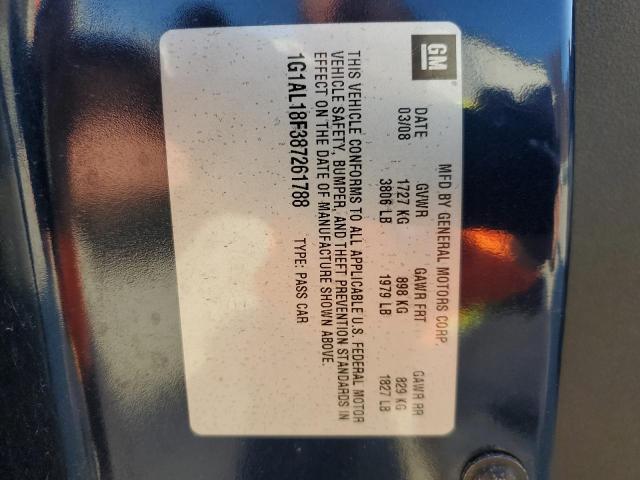 GM
MFD BY GENERAL MOTORS CORP.
DATE GVWR GAWR FRT GAWR RR
03/08 1727 KG 898 KG 829 KG
3806 LB 1979 LB 1827 LB
THIS VEHICLE CONFORMS TO ALL APPLICABLE U.S. FEDERAL MOTOR
VEHICLE SAFETY, BUMPER, AND THEFT PREVENTION STANDARDS IN
EFFECT ON THE DATE OF MANUFACTURE SHOWN ABOVE.
1G1AL18F387261788 TYPE: PASS CAR